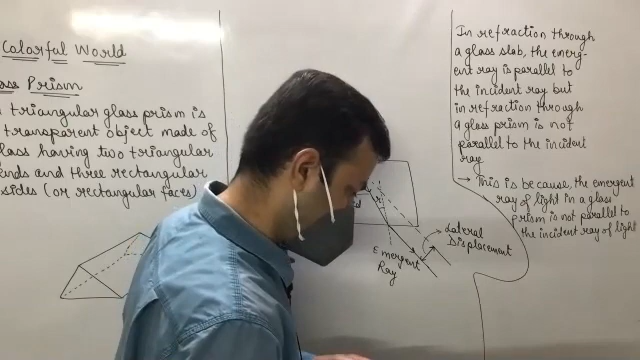 Colorful World
Prism
triangular glass prism is
transparent object made of
lass having two triangular
ends and three rectangular
sides (or rectangular faces)
Emergent
Ray
Lateral
Displacement
In refraction through
a glass slab, the emerg-
ent ray is parallel to
the incident ray but
in refraction through
a glass prism is not
parallel to the incident
ray
→ This is be cause, the emergent
ray of light in a glass
prism is not parallel to
the incident ray of light